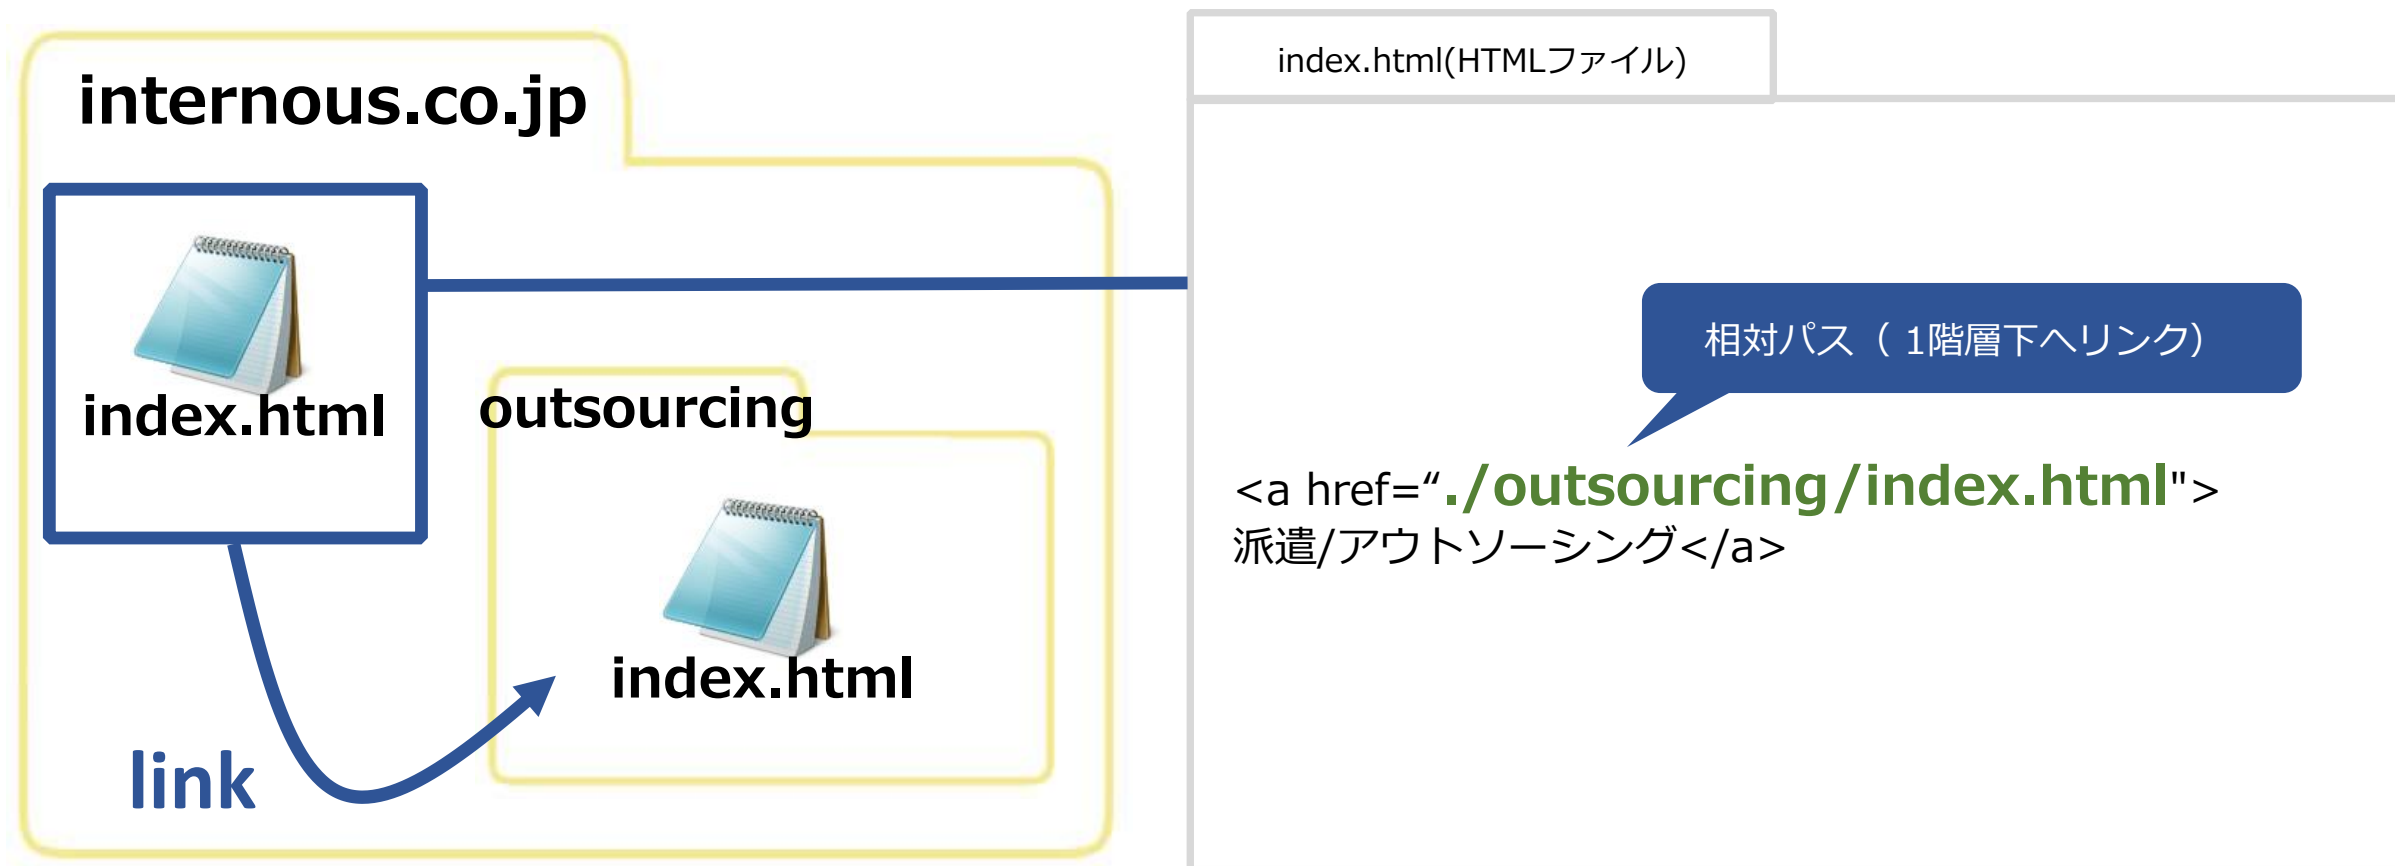 internous.co.jp
index.html
outsourcing
index.html
link
index.html(HTMLファイル)
相対パス（1階層下へリンク）
<a href=“./outsourcing/index.html">
派遣/アウトソーシング</a>